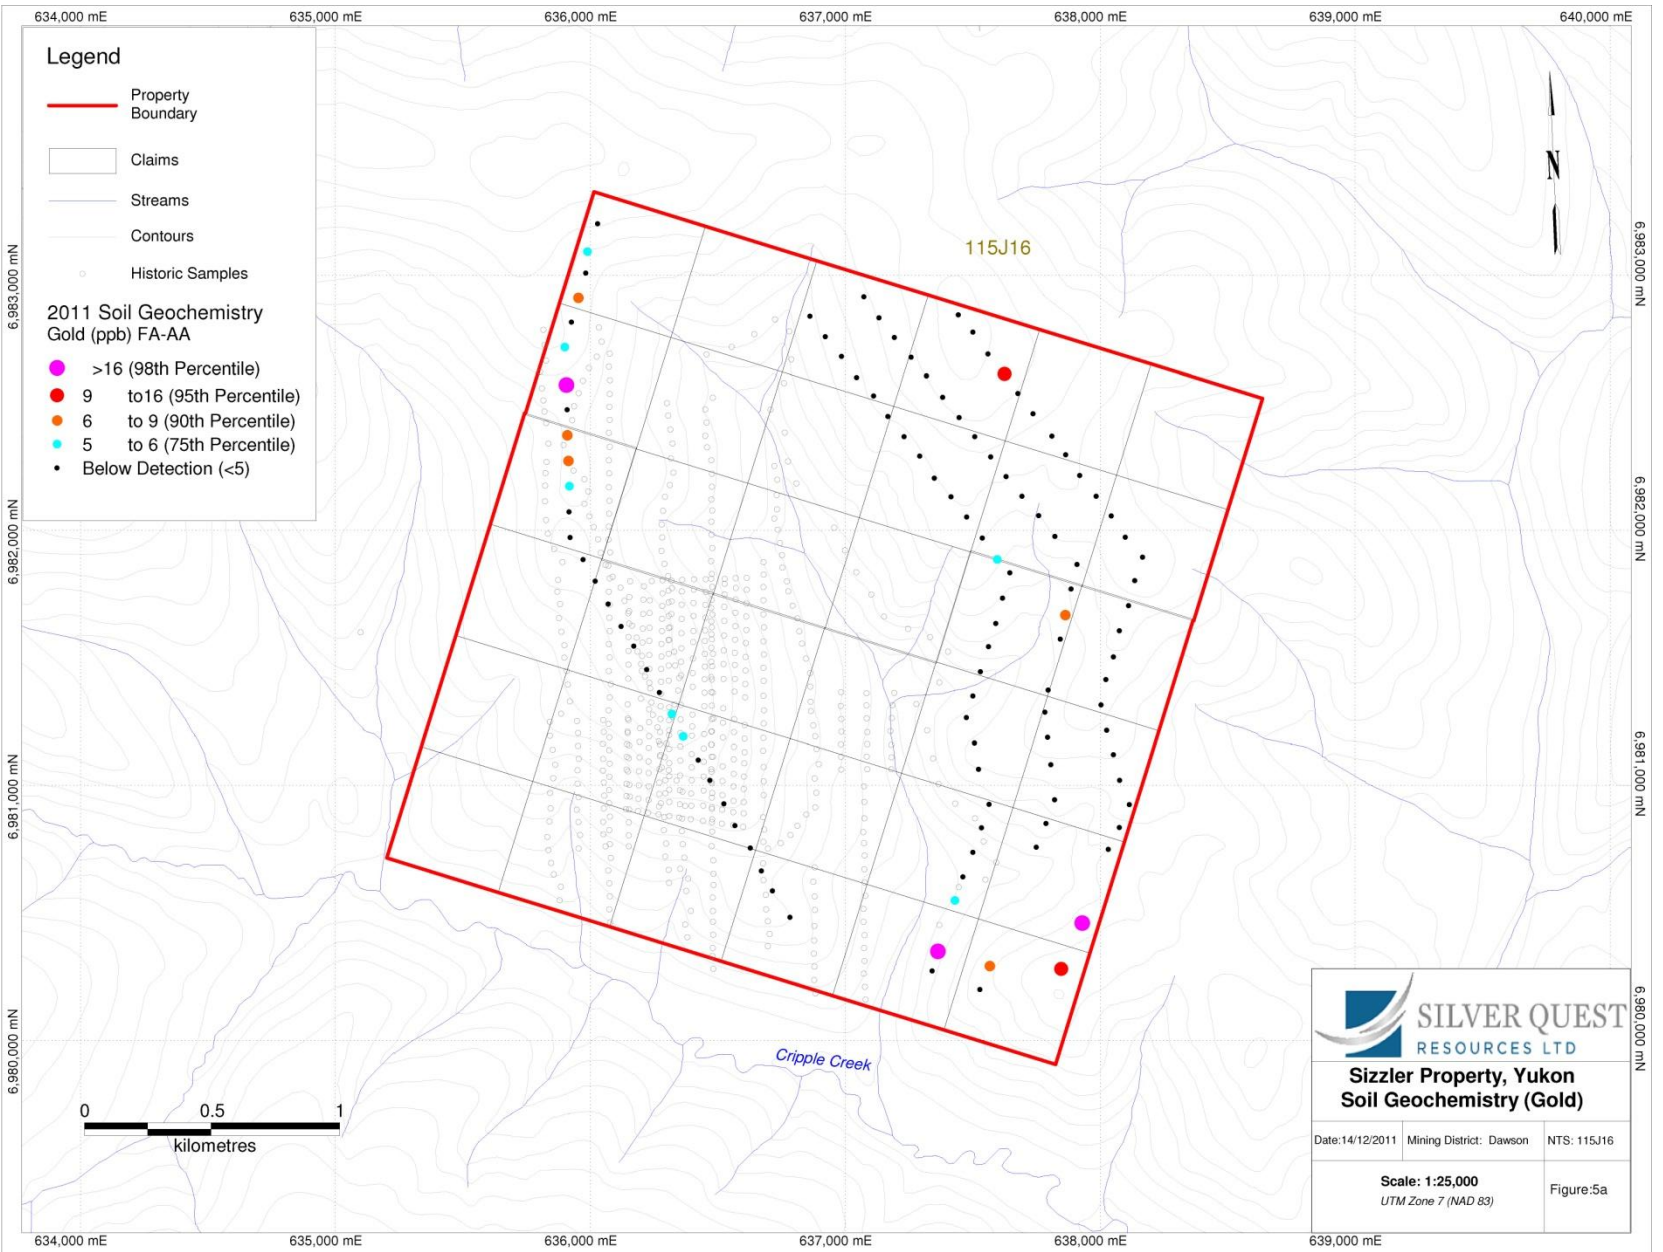 634,000 mE 635,000 mE 636,000 mE 637,000 mE 638,000 mE 639,000 mE 640,000 mE
Legend
Property
Boundary
Claims
Streams
Contours
Historic Samples
2011 Soil Geochemistry
Gold (ppb) FA-AA
>16 (98th Percentile)
9 to16 (95th Percentile)
6 to 9 (90th Percentile)
5 to 6 (75th Percentile)
Below Detection (<5)
N
115J16
6,983,000 mN
6,982,000 mN
6,981,000 mN
6,980,000 mN
6,983,000 mN
6,982,000 mN
6,981,000 mN
6,980,000 mN
Cripple Creek
0 0.5 1
kilometres
SILVER QUEST
RESOURCES LTD
Sizzler Property, Yukon
Soil Geochemistry (Gold)
Date:14/12/2011 Mining District: Dawson NTS: 115J16
Scale: 1:25,000
UTM Zone 7 (NAD 83)
Figure:5a
634,000 mE 635,000 mE 636,000 mE 637,000 mE 638,000 mE 639,000 mE